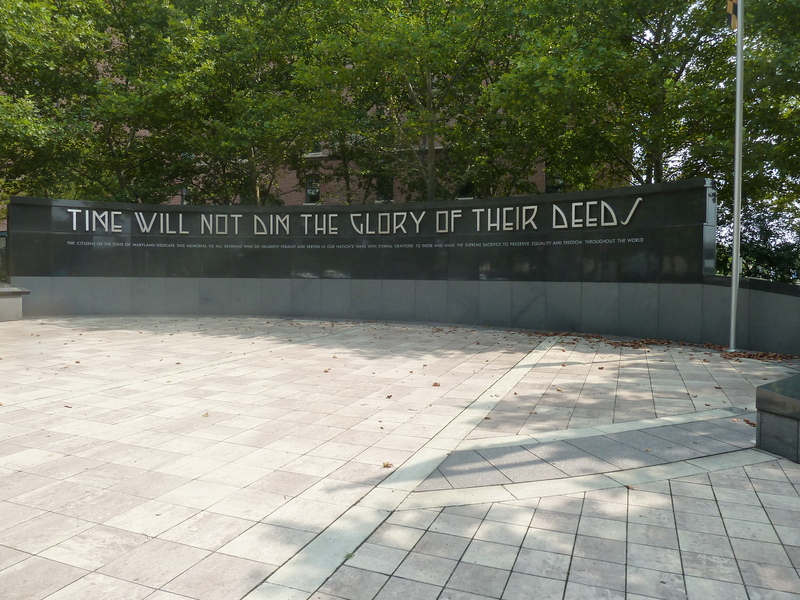 TIME WILL NOT DIM THE GLORY OF THEIR DEEDS
THE CITIZENS OF THE STATE OF MARYLAND DEDICATE THIS MEMORIAL TO ALL VETERANS WHO SO VALIANTLY FOUGHT AND SERVED IN OUR NATION'S WARS WITH ETERNAL GRATITUDE TO THOSE WHO MADE THE SUPREME SACRIFICE TO PRESERVE EQUALITY AND FREEDOM THROUGHOUT THE WORLD